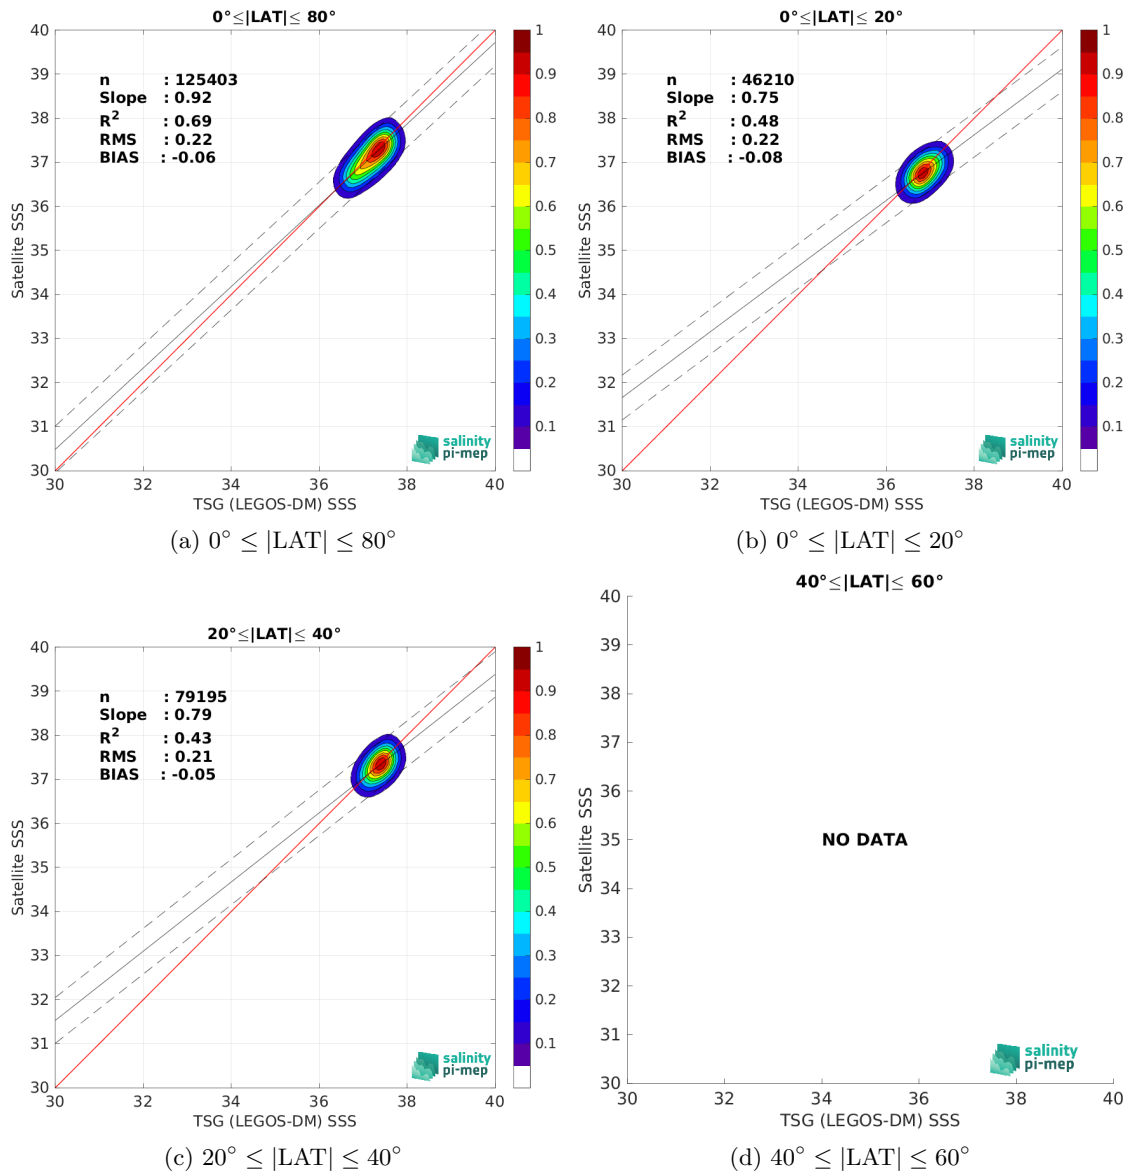 0°≤|LAT|≤ 80°
40
39
38
37
36
35
34
33
32
31
30
Satellite SSS
n : 125403
Slope : 0.92
R2 : 0.69
RMS : 0.22
BIAS : -0.06
salinity
pi-mep
30 32 34 36 38 40
TSG (LEGOS-DM) SSS
1
0.9
0.8
0.7
0.6
0.5
0.4
0.3
0.2
0.1
(a) 0° ≤ |LAT| ≤ 80°
0°≤|LAT|≤ 20°
40
39
38
37
36
35
34
33
32
31
30
Satellite SSS
n : 46210
Slope : 0.75
R2 : 0.48
RMS : 0.22
BIAS : -0.08
salinity
pi-mep
30 32 34 36 38 40
TSG (LEGOS-DM) SSS
1
0.9
0.8
0.7
0.6
0.5
0.4
0.3
0.2
0.1
(b) 0° ≤ |LAT| ≤ 20°
20°≤|LAT|≤ 40°
40
39
38
37
36
35
34
33
32
31
30
Satellite SSS
n : 79195
Slope : 0.79
R2 : 0.43
RMS : 0.21
BIAS : -0.05
salinity
pi-mep
30 32 34 36 38 40
TSG (LEGOS-DM) SSS
1
0.9
0.8
0.7
0.6
0.5
0.4
0.3
0.2
0.1
(c) 20° ≤ |LAT| ≤ 40°
40°≤|LAT|≤ 60°
40
39
38
37
36
35
34
33
32
31
30
Satellite SSS
NO DATA
salinity
pi-mep
30 32 34 36 38 40
TSG (LEGOS-DM) SSS
(d) 40° ≤ |LAT| ≤ 60°